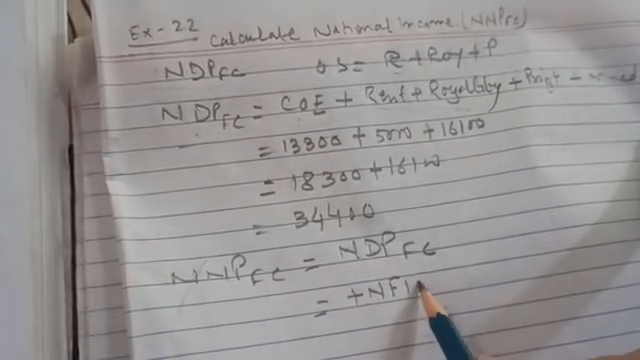 Ex-22 Calculate National income (NNPFC)
NDPFC OS = R + Roy + P
NDPFC = COE + Rent + Royalty +
= 13300 + 5000 + 16100
= 18300 + 16100
= 34400
NNPFC = NDPFC
= + NFI